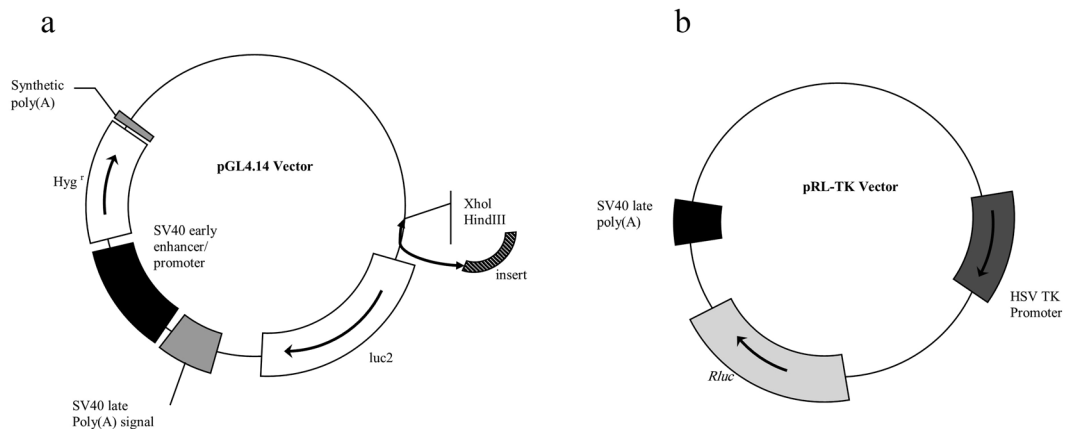 a
Synthetic
poly(A)
Hyg r
pGL4.14 Vector
SV40 early
enhancer/
promoter
XhoI
HindIII
insert
luc2
SV40 late
Poly(A) signal
b
pRL-TK Vector
SV40 late
poly(A)
HSV TK
Promoter
Rluc